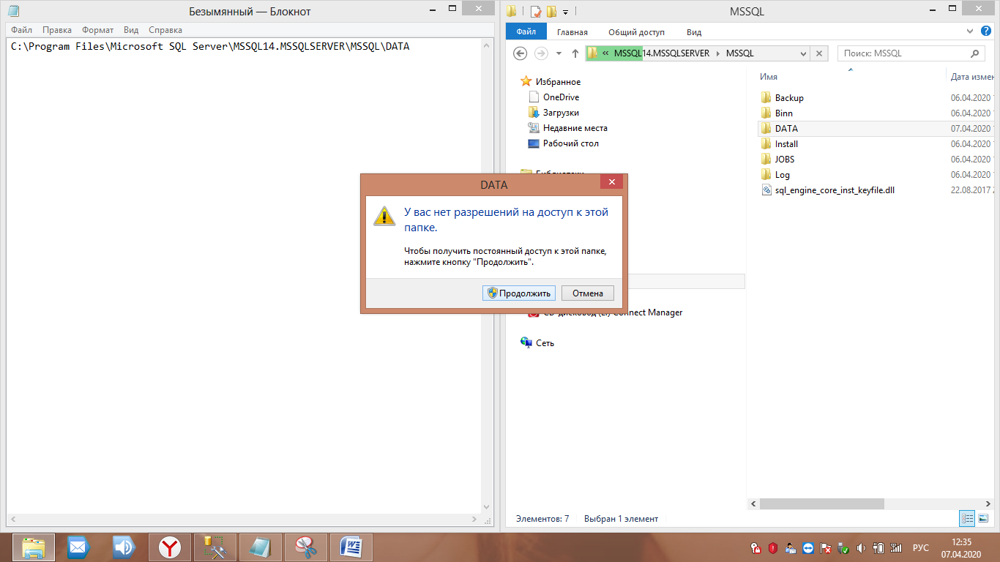 Безымянный — Блокнот
Файл Правка Формат Вид Справка
C:\Program Files\Microsoft SQL Server\MSSQL14.MSSQLSERVER\MSSQL\DATA
MSSQL
Файл Главная Общий доступ Вид
« MSSQL14.MSSQLSERVER MSSQL
Поиск: MSSQL
Избранное
OneDrive
Загрузки
Недавние места
Рабочий стол
Connect Manager
Сеть
Имя Дата
Backup 06.04.2020
Binn 06.04.2020
DATA 07.04.2020
Install 06.04.2020
JOBS 06.04.2020
Log 06.04.2020
sql_engine_core_inst_keyfile.dll 22.08.2017
DATA
У вас нет разрешений на доступ к этой
папке.
Чтобы получить постоянный доступ к этой папке,
нажмите кнопку "Продолжить".
Продолжить Отмена
Элементов: 7 Выбран 1 элемент
РУС
12:35
07.04.2020